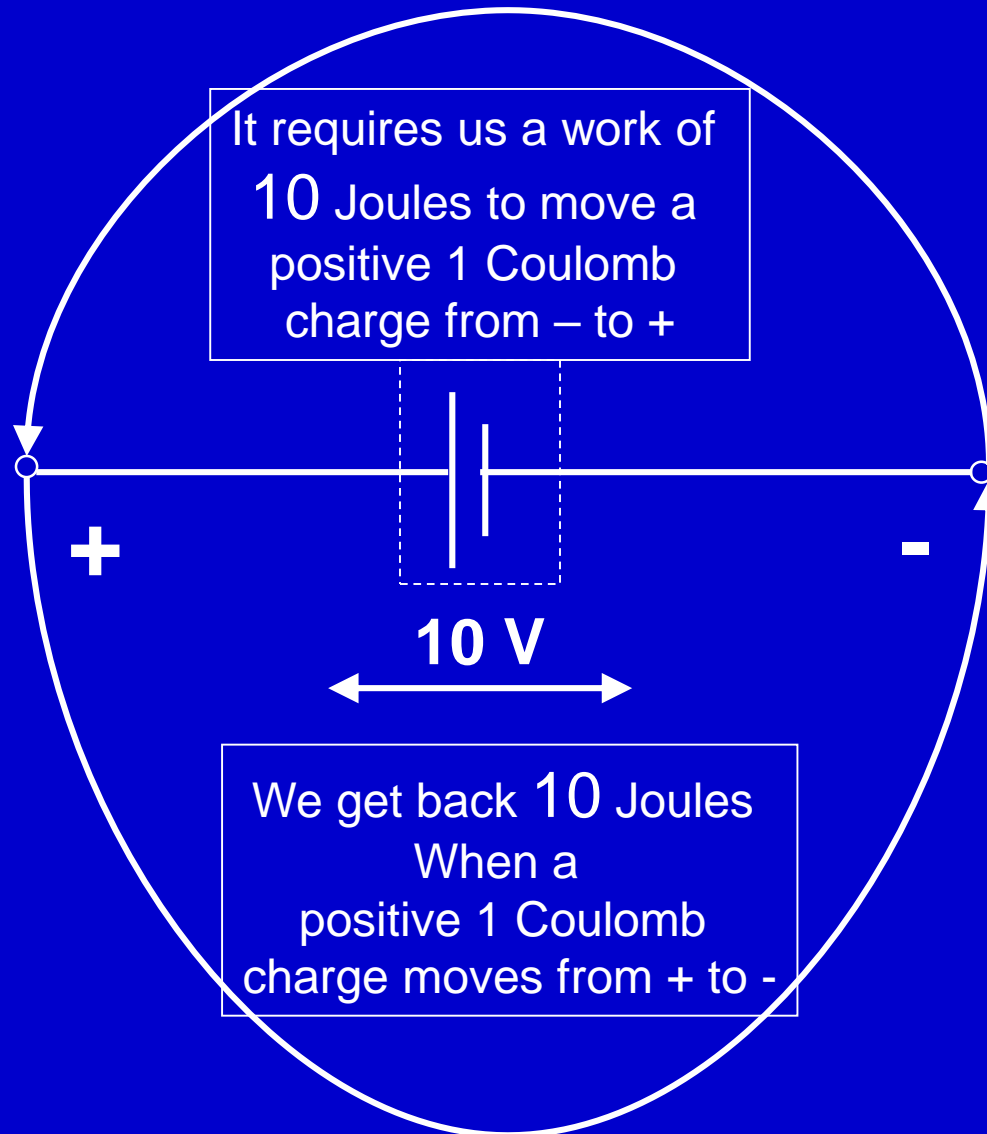 It requires us a work of
10 Joules to move a
positive 1 Coulomb
charge from – to +
+ -
10 V
We get back 10 Joules
When a
positive 1 Coulomb
charge moves from + to -